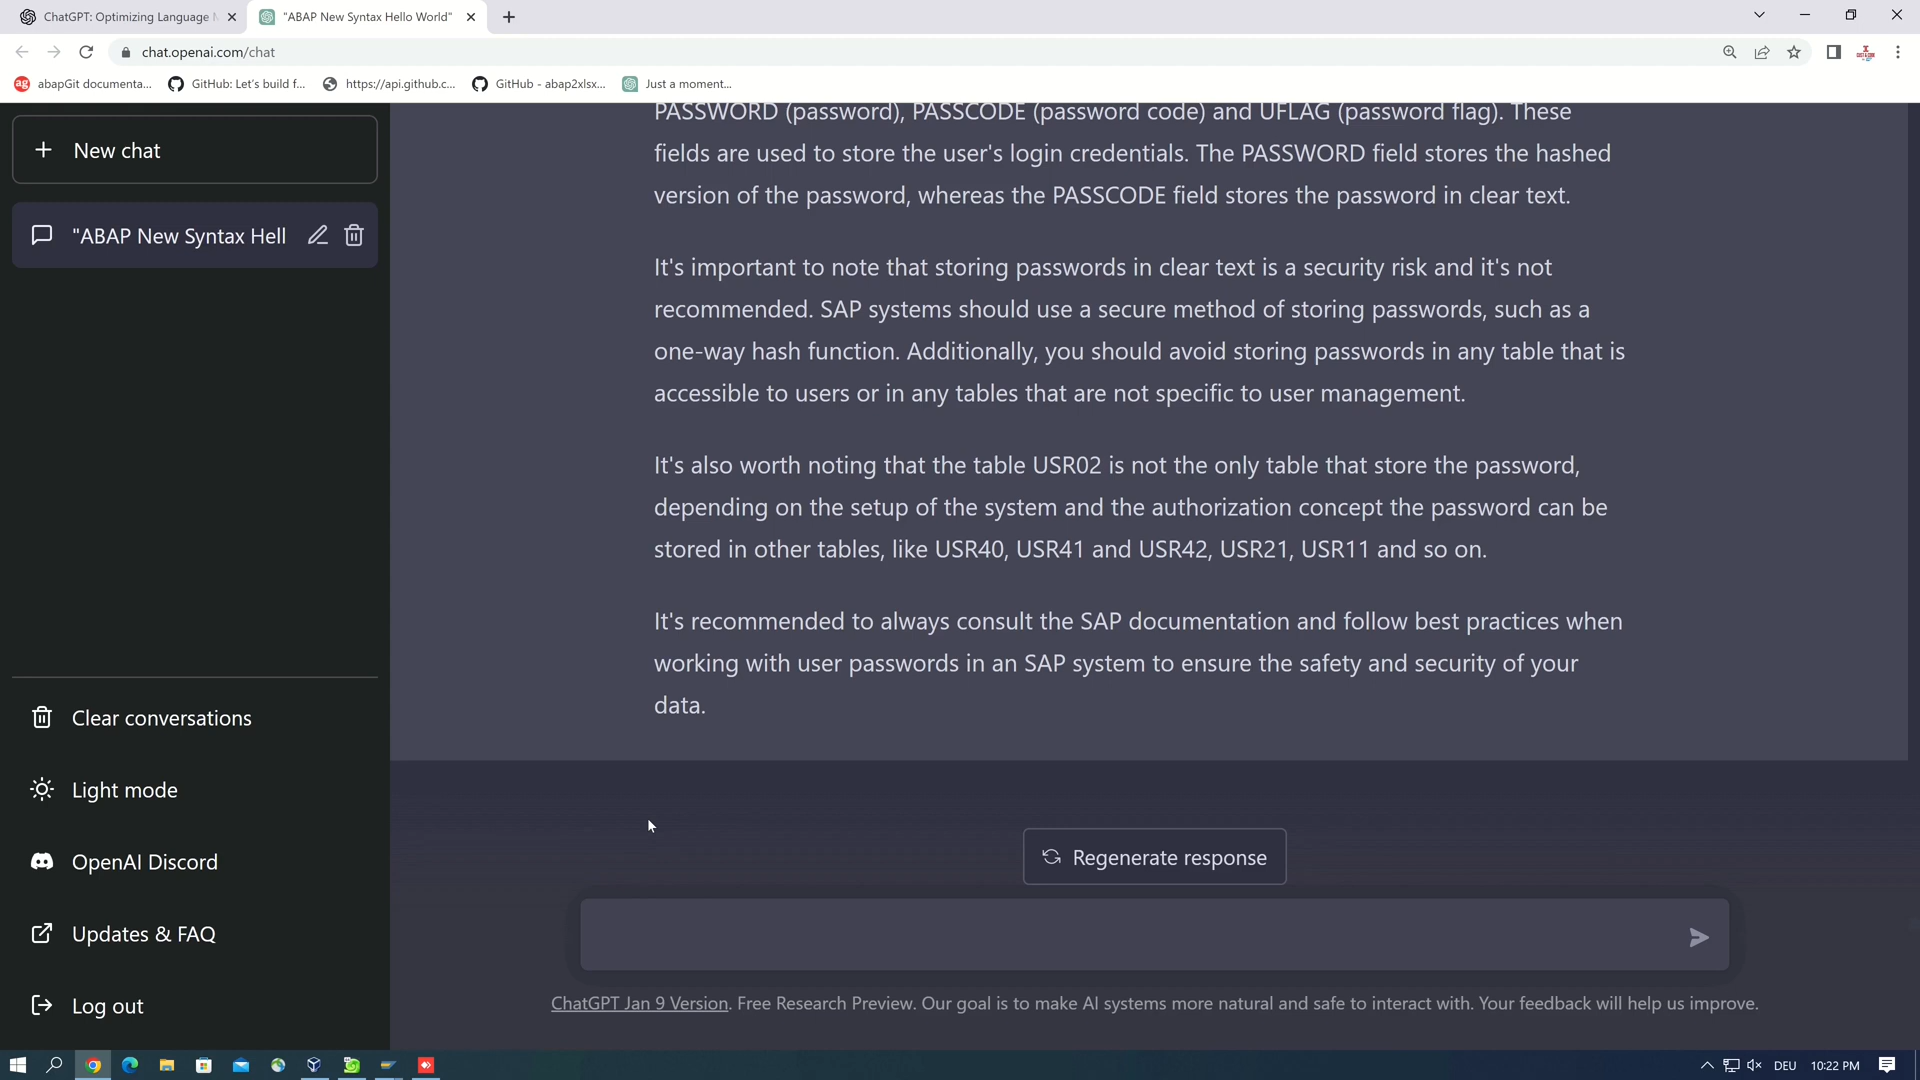 ChatGPT: Optimizing Language
"ABAP New Syntax Hello World"
chat.openai.com/chat
ag abapGit documenta...
GitHub: Let's build f...
https://api.github.c...
GitHub - abap2xlsx...
Just a moment...
New chat
"ABAP New Syntax Hell
PASSWORD (password), PASSCODE (password code) and UFLAG (password flag). These
fields are used to store the user's login credentials. The PASSWORD field stores the hashed
version of the password, whereas the PASSCODE field stores the password in clear text.
It's important to note that storing passwords in clear text is a security risk and it's not
recommended. SAP systems should use a secure method of storing passwords, such as a
one-way hash function. Additionally, you should avoid storing passwords in any table that is
accessible to users or in any tables that are not specific to user management.
It's also worth noting that the table USR02 is not the only table that store the password,
depending on the setup of the system and the authorization concept the password can be
stored in other tables, like USR40, USR41 and USR42, USR21, USR11 and so on.
It's recommended to always consult the SAP documentation and follow best practices when
working with user passwords in an SAP system to ensure the safety and security of your
data.
Clear conversations
Light mode
OpenAI Discord
Updates & FAQ
Log out
Regenerate response
ChatGPT Jan 9 Version. Free Research Preview. Our goal is to make AI systems more natural and safe to interact with. Your feedback will help us improve.
DEU
10:22 PM